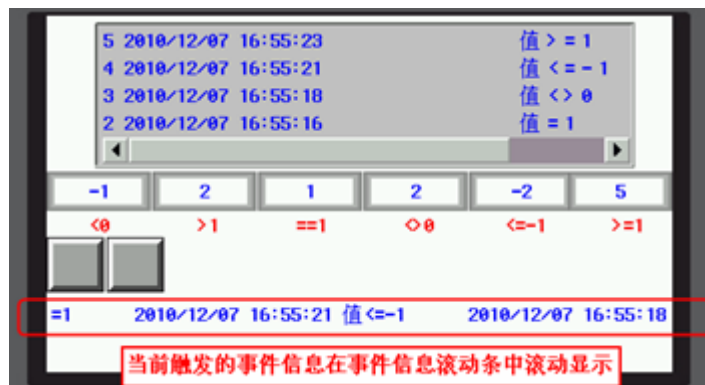 5 2010/12/07 16:55:23 值 > = 1
4 2010/12/07 16:55:21 值 < = - 1
3 2010/12/07 16:55:18 值 <> 0
2 2010/12/07 16:55:16 值 = 1
-1 2 1 2 -2 5
<0 >1 ==1 <>0 <=-1 >=1
=1 2010/12/07 16:55:21 值<=-1 2010/12/07 16:55:18
当前触发的事件信息在事件信息滚动条中滚动显示